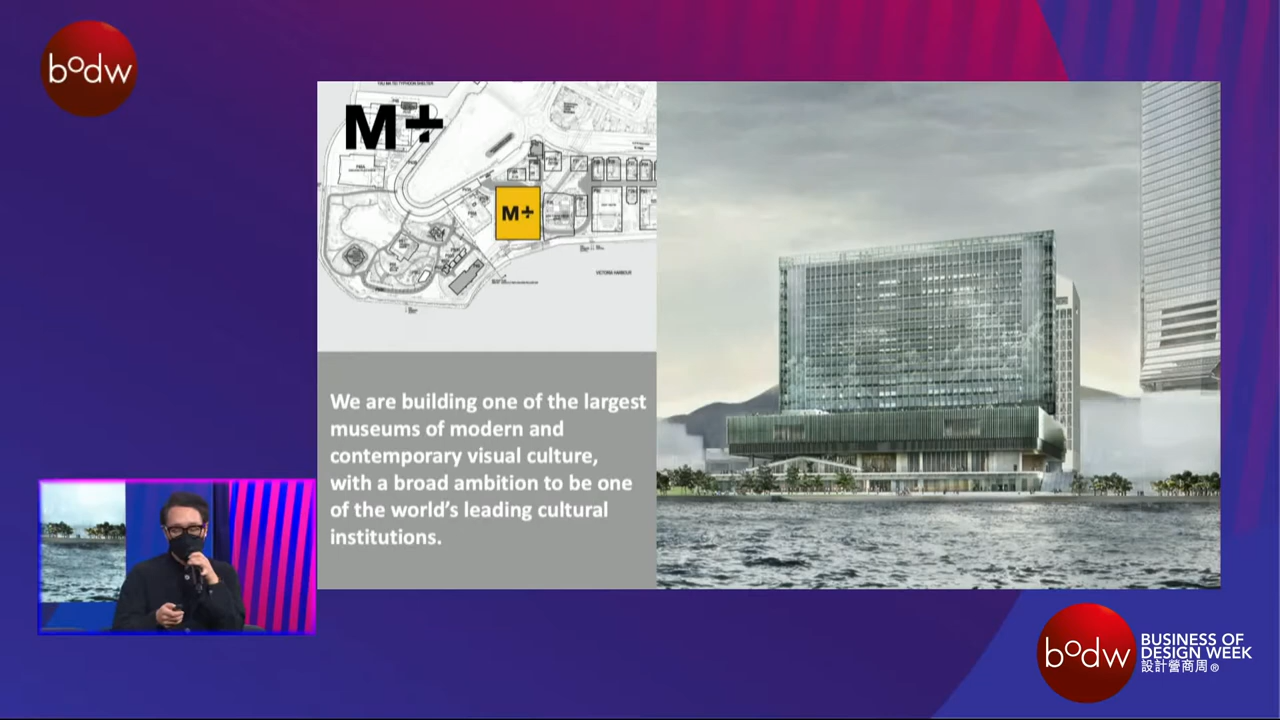 bodw
M+
M+
VICTORIA HARBOUR
We are building one of the largest
museums of modern and
contemporary visual culture,
with a broad ambition to be one
of the world's leading cultural
institutions.
bodw
BUSINESS OF
DESIGN WEEK
設計營商周®